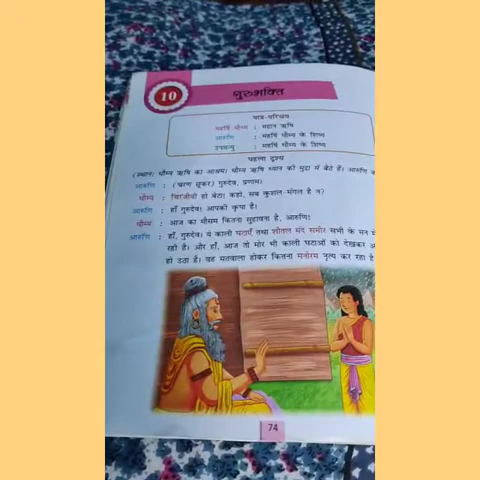 10
गुरुभक्ति
पात्र-परिचय
महर्षि धौम्य : महान ऋषि
आरुणि : महर्षि धौम्य के शिष्य
उपमन्यु : महर्षि धौम्य के शिष्य
पहला दृश्य
(स्थान: धौम्य ऋषि का आश्रम। धौम्य ऋषि ध्यान की मुद्रा में बैठे हैं। आरुणि
आरुणि : (चरण छूकर) गुरुदेव, प्रणाम।
धौम्य : चिरंजीवी हो बेटा! कहो, सब कुशल-मंगल है न?
आरुणि : हाँ गुरुदेव! आपकी कृपा है।
धौम्य : आज का मौसम कितना सुहावना है, आरुणि!
आरुणि : हाँ, गुरुदेव। ये काली घटाएँ तथा शीतल मंद समीर सभी के मन
रहो है। और हाँ, आज तो मोर भी काली घटाओं को देखकर
हो उठा है। वह मतवाला होकर कितना मनोरम नृत्य कर रहा है
74